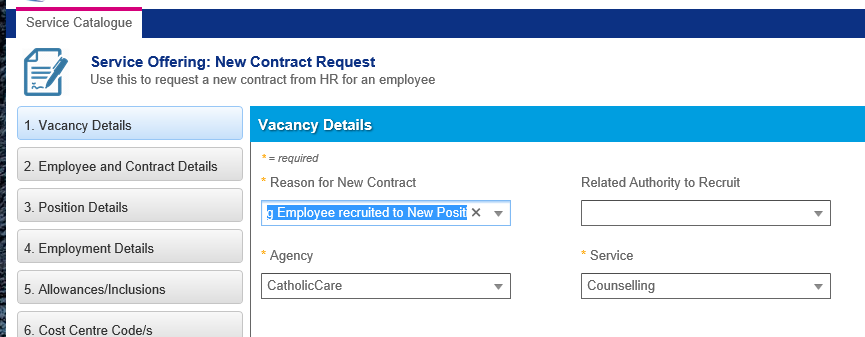 Service Catalogue
Service Offering: New Contract Request
Use this to request a new contract from HR for an employee
1. Vacancy Details
2. Employee and Contract Details
3. Position Details
4. Employment Details
5. Allowances/Inclusions
6. Cost Centre Code/s
Vacancy Details
* = required
* Reason for New Contract
g Employee recruited to New Positi
Related Authority to Recruit
* Agency
CatholicCare
* Service
Counselling